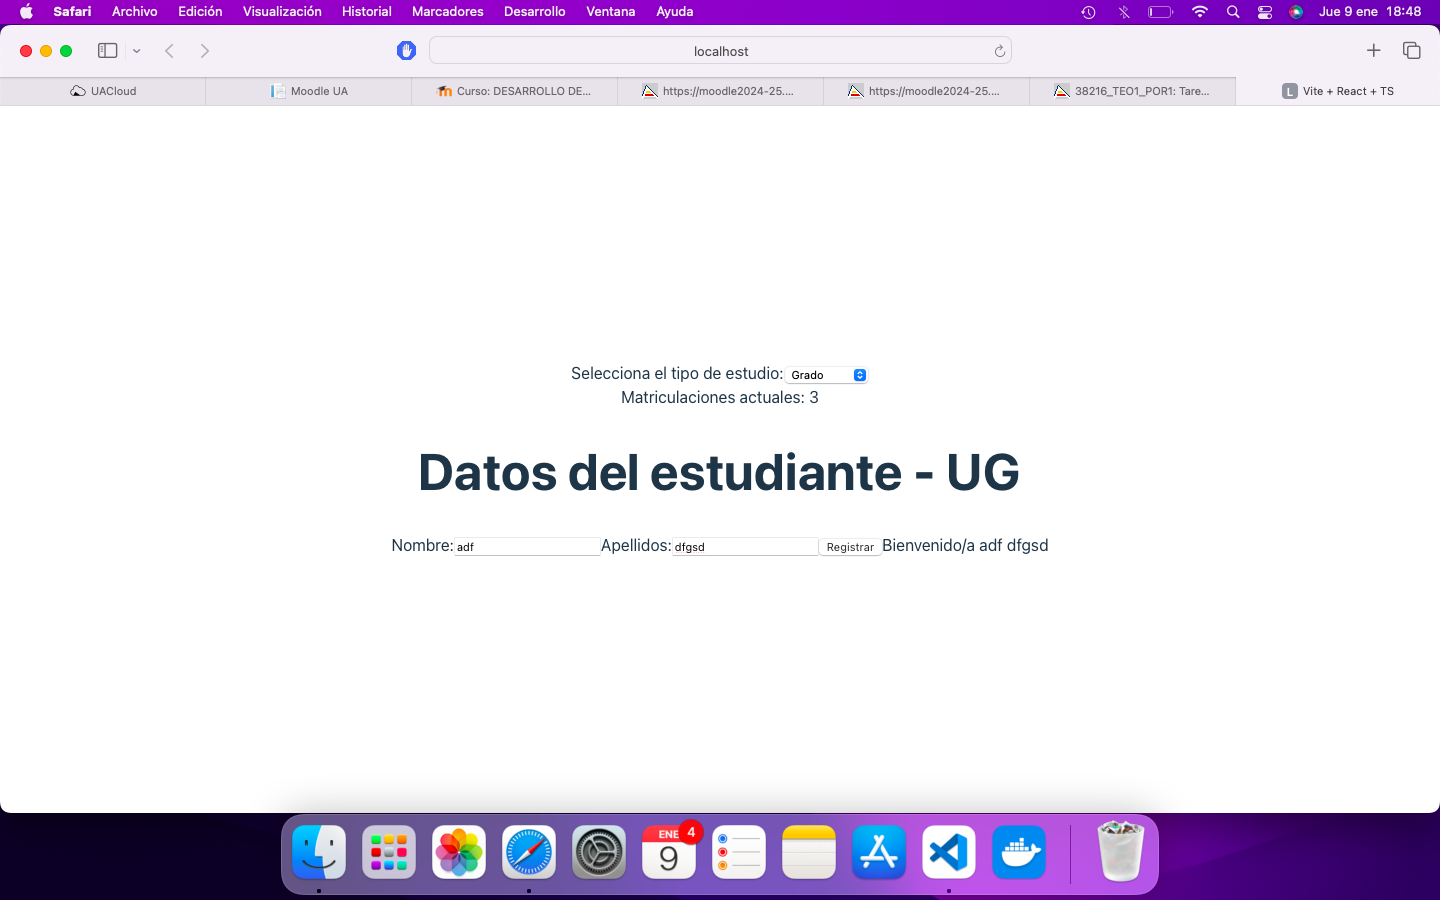 Safari Archivo Edición Visualización Historial Marcadores Desarrollo Ventana Ayuda Jue 9 ene 18:48
localhost
UACloud Moodle UA Curso: DESARROLLO DE... https://moodle2024-25.... https://moodle2024-25.... 38216_TEO1_POR1: Tare... L Vite + React + TS
Selecciona el tipo de estudio: Grado
Matriculaciones actuales: 3
Datos del estudiante - UG
Nombre: adf Apellidos: dfgsd Registrar Bienvenido/a adf dfgsd
ENE 4
9